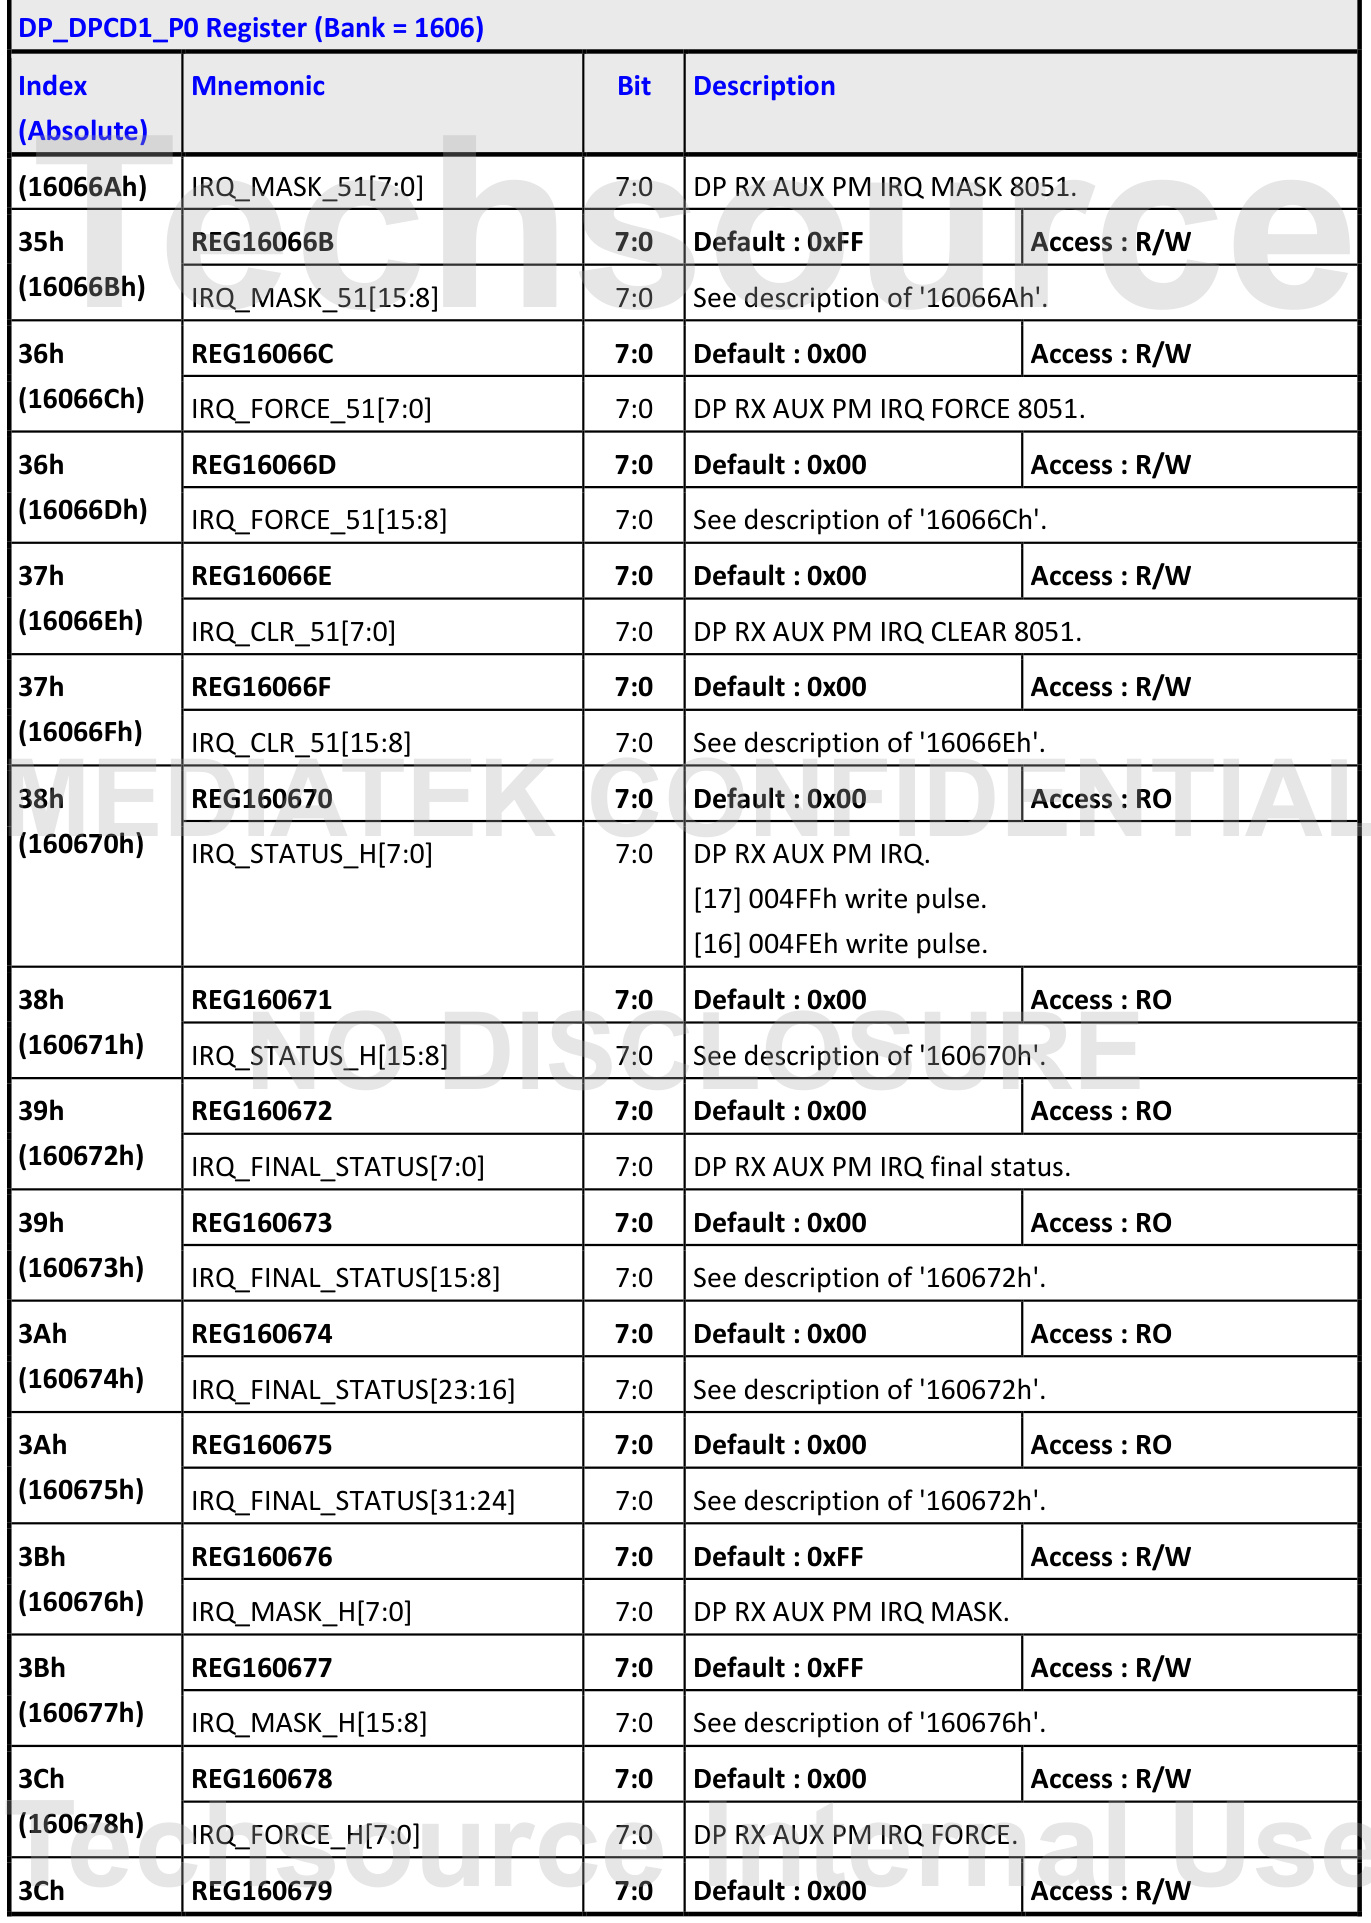 DP_DPCD1_P0 Register (Bank = 1606)
Index Mnemonic Bit Description
(Absolute)
(16066Ah) IRQ_MASK_51[7:0] 7:0 DP RX AUX PM IRQ MASK 8051.
35h REG16066B 7:0 Default : 0xFF Access : R/W
(16066Bh) IRQ_MASK_51[15:8] 7:0 See description of '16066Ah'.
36h REG16066C 7:0 Default : 0x00 Access : R/W
(16066Ch) IRQ_FORCE_51[7:0] 7:0 DP RX AUX PM IRQ FORCE 8051.
36h REG16066D 7:0 Default : 0x00 Access : R/W
(16066Dh) IRQ_FORCE_51[15:8] 7:0 See description of '16066Ch'.
37h REG16066E 7:0 Default : 0x00 Access : R/W
(16066Eh) IRQ_CLR_51[7:0] 7:0 DP RX AUX PM IRQ CLEAR 8051.
37h REG16066F 7:0 Default : 0x00 Access : R/W
(16066Fh) IRQ_CLR_51[15:8] 7:0 See description of '16066Eh'.
38h REG160670 7:0 Default : 0x00 Access : RO
(160670h) IRQ_STATUS_H[7:0] 7:0 DP RX AUX PM IRQ.
[17] 004FFh write pulse.
[16] 004FEh write pulse.
38h REG160671 7:0 Default : 0x00 Access : RO
(160671h) IRQ_STATUS_H[15:8] 7:0 See description of '160670h'.
39h REG160672 7:0 Default : 0x00 Access : RO
(160672h) IRQ_FINAL_STATUS[7:0] 7:0 DP RX AUX PM IRQ final status.
39h REG160673 7:0 Default : 0x00 Access : RO
(160673h) IRQ_FINAL_STATUS[15:8] 7:0 See description of '160672h'.
3Ah REG160674 7:0 Default : 0x00 Access : RO
(160674h) IRQ_FINAL_STATUS[23:16] 7:0 See description of '160672h'.
3Ah REG160675 7:0 Default : 0x00 Access : RO
(160675h) IRQ_FINAL_STATUS[31:24] 7:0 See description of '160672h'.
3Bh REG160676 7:0 Default : 0xFF Access : R/W
(160676h) IRQ_MASK_H[7:0] 7:0 DP RX AUX PM IRQ MASK.
3Bh REG160677 7:0 Default : 0xFF Access : R/W
(160677h) IRQ_MASK_H[15:8] 7:0 See description of '160676h'.
3Ch REG160678 7:0 Default : 0x00 Access : R/W
(160678h) IRQ_FORCE_H[7:0] 7:0 DP RX AUX PM IRQ FORCE.
3Ch REG160679 7:0 Default : 0x00 Access : R/W
Techsource
MEDIATEK CONFIDENTIAL
NO DISCLOSURE
Techsource Internal Use